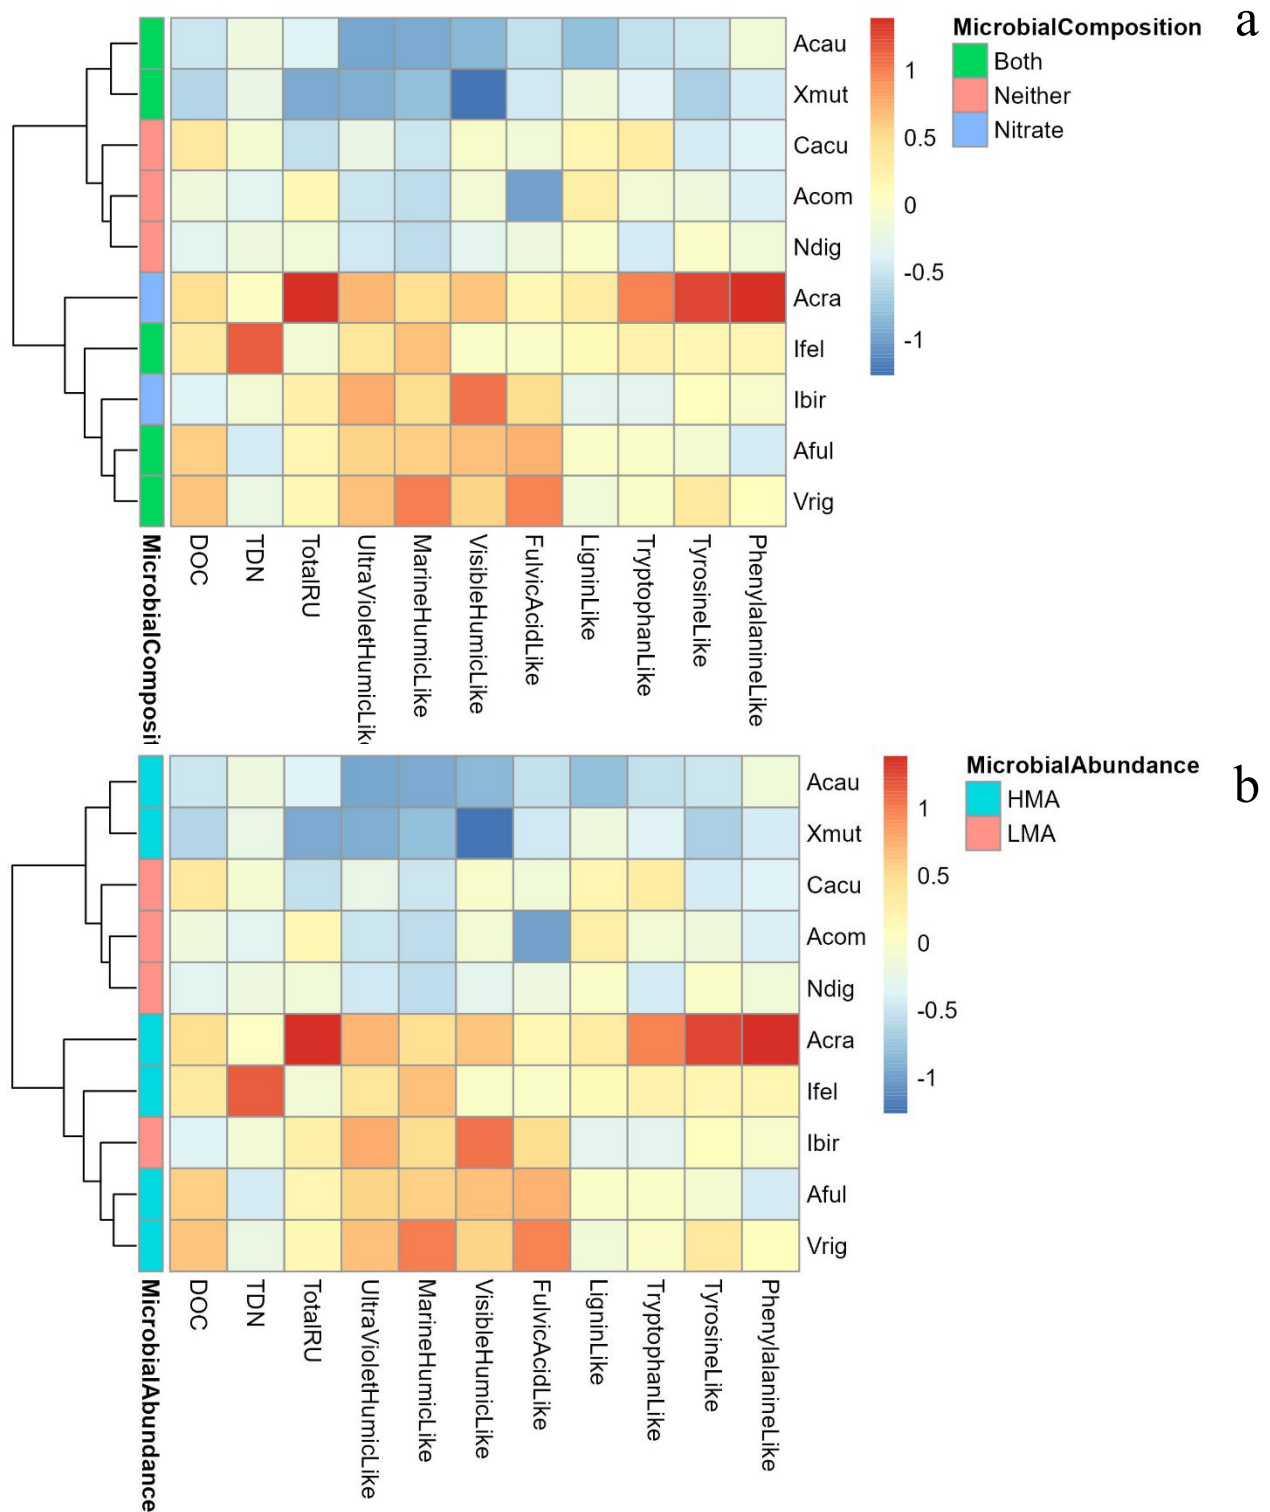 a
MicrobialComposition
Both
Neither
Nitrate
1
0.5
0
-0.5
-1
Acau
Xmut
Cacu
Acom
Ndig
Acra
Ifel
Ibir
Aful
Vrig
MicrobialComposit
DOC
TDN
TotalRU
UltraVioletHumicLik
MarineHumicLike
VisibleHumicLike
FulvicAcidLike
LigninLike
TryptophanLike
TyrosineLike
PhenylalanineLike
b
MicrobialAbundance
HMA
LMA
1
0.5
0
-0.5
-1
Acau
Xmut
Cacu
Acom
Ndig
Acra
Ifel
Ibir
Aful
Vrig
MicrobialAbundance
DOC
TDN
TotalRU
UltraVioletHumicLike
MarineHumicLike
VisibleHumicLike
FulvicAcidLike
LigninLike
TryptophanLike
TyrosineLike
PhenylalanineLike